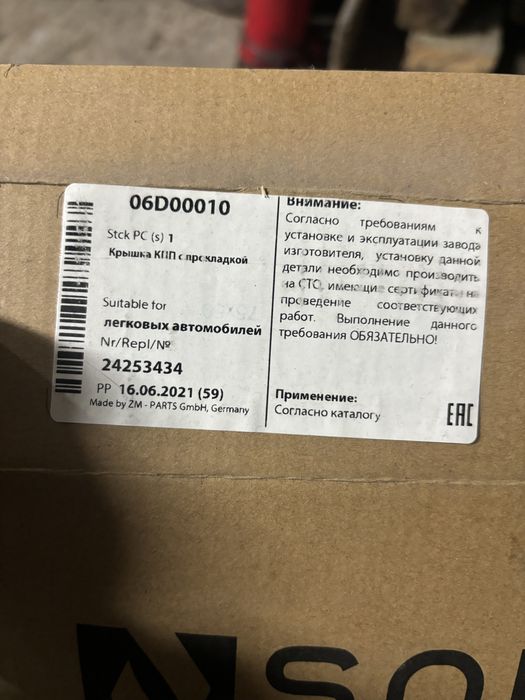 06D00010
Stck PC (s) 1
Крышка КПП с прокладкой
Suitable for
легковых автомобилей
Nr/Repl/№
24253434
PP 16.06.2021 (59)
Made by ZM - PARTS GmbH, Germany
Внимание:
Согласно требованиям к
установке и эксплуатации завода
изготовителя, установку данной
детали необходимо производить
на СТО, имеющие сертификат на
проведение соответствующих
работ. Выполнение данного
требования ОБЯЗАТЕЛЬНО!
Применение:
Согласно каталогу
EAC